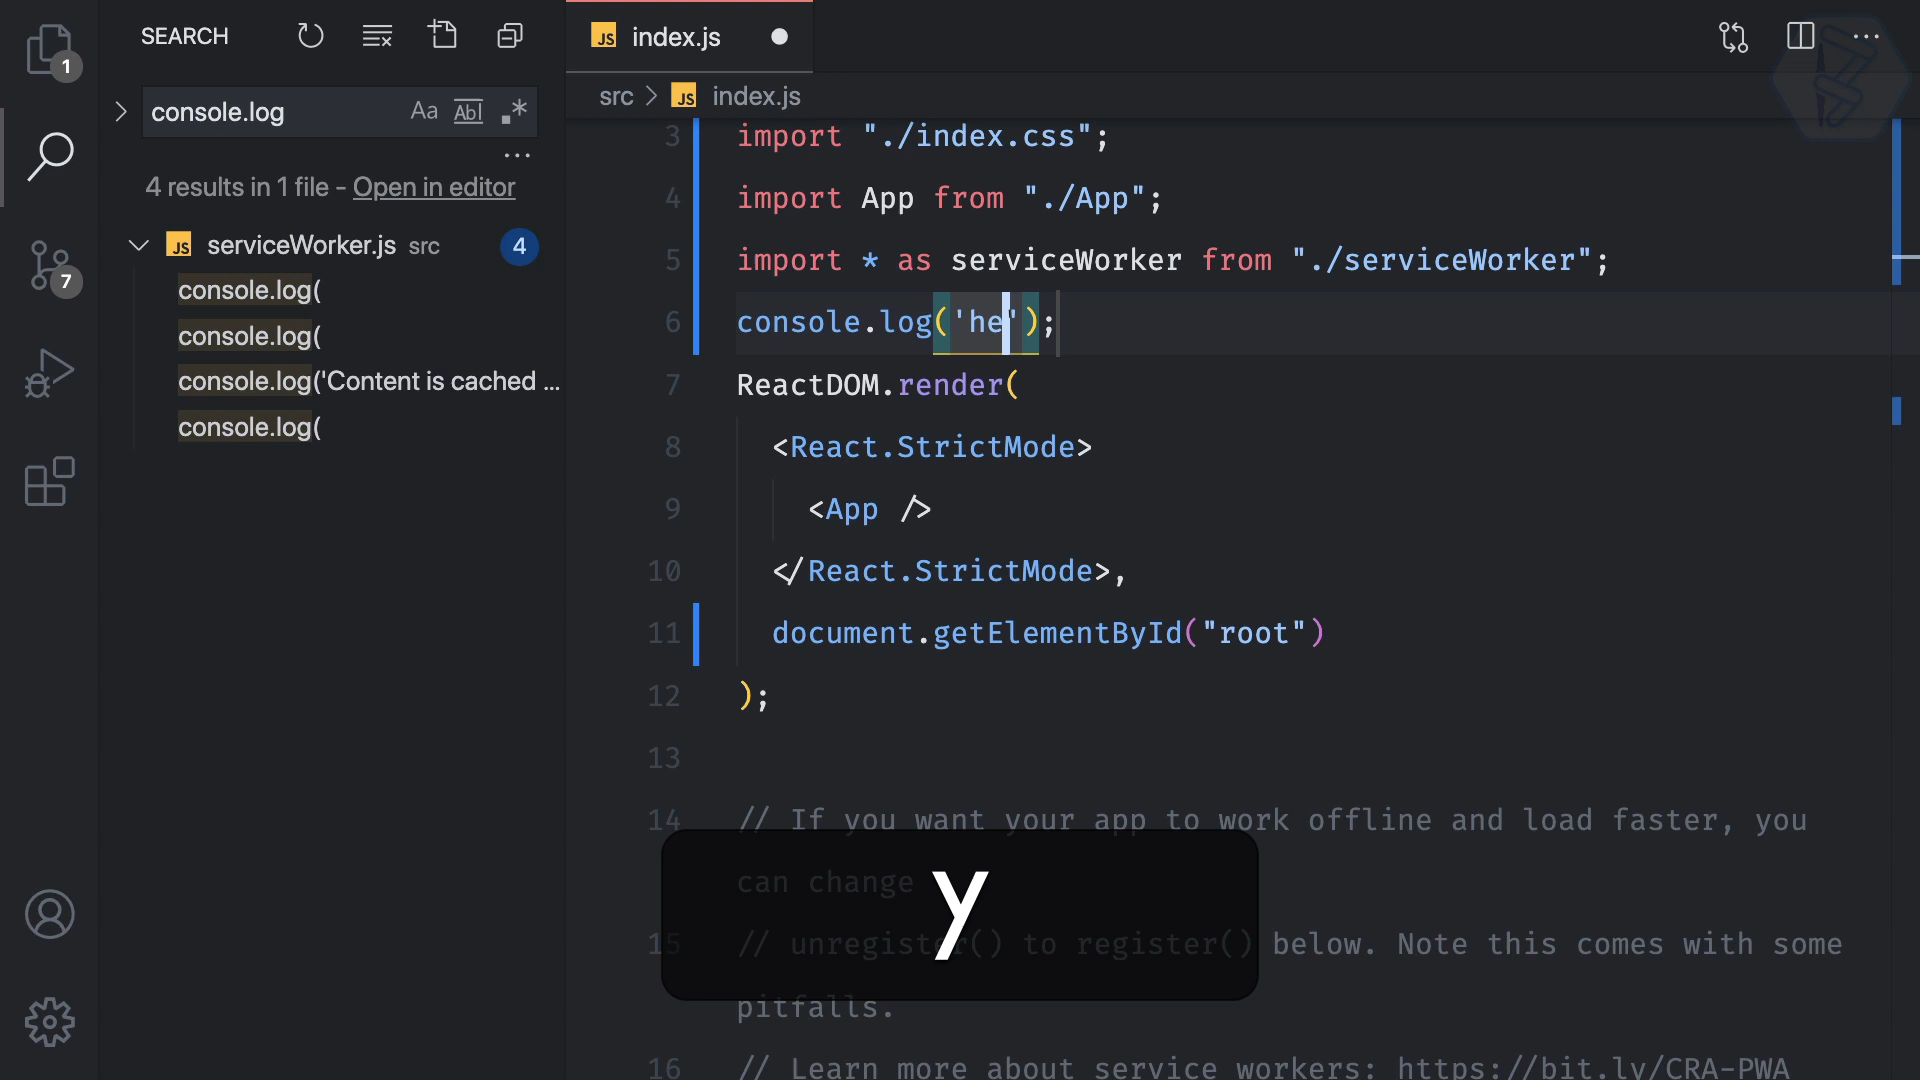 1
SEARCH
console.log
Aa
Abl
.*
...
4 results in 1 file - Open in editor
serviceWorker.js src 4
console.log(
console.log(
console.log('Content is cached ...
console.log(
7
JS index.js
...
src > JS index.js
3 import "./index.css";
4 import App from "./App";
5 import * as serviceWorker from "./serviceWorker";
6 console.log('he');
7 ReactDOM.render(
8 <React.StrictMode>
9 <App />
10 </React.StrictMode>,
11 document.getElementById("root")
12 );
13
14 // If you want your app to work offline and load faster, you
can change
15 // unregister() to register() below. Note this comes with some
pitfalls.
16 // Learn more about service workers: https://bit.ly/CRA-PWA
y